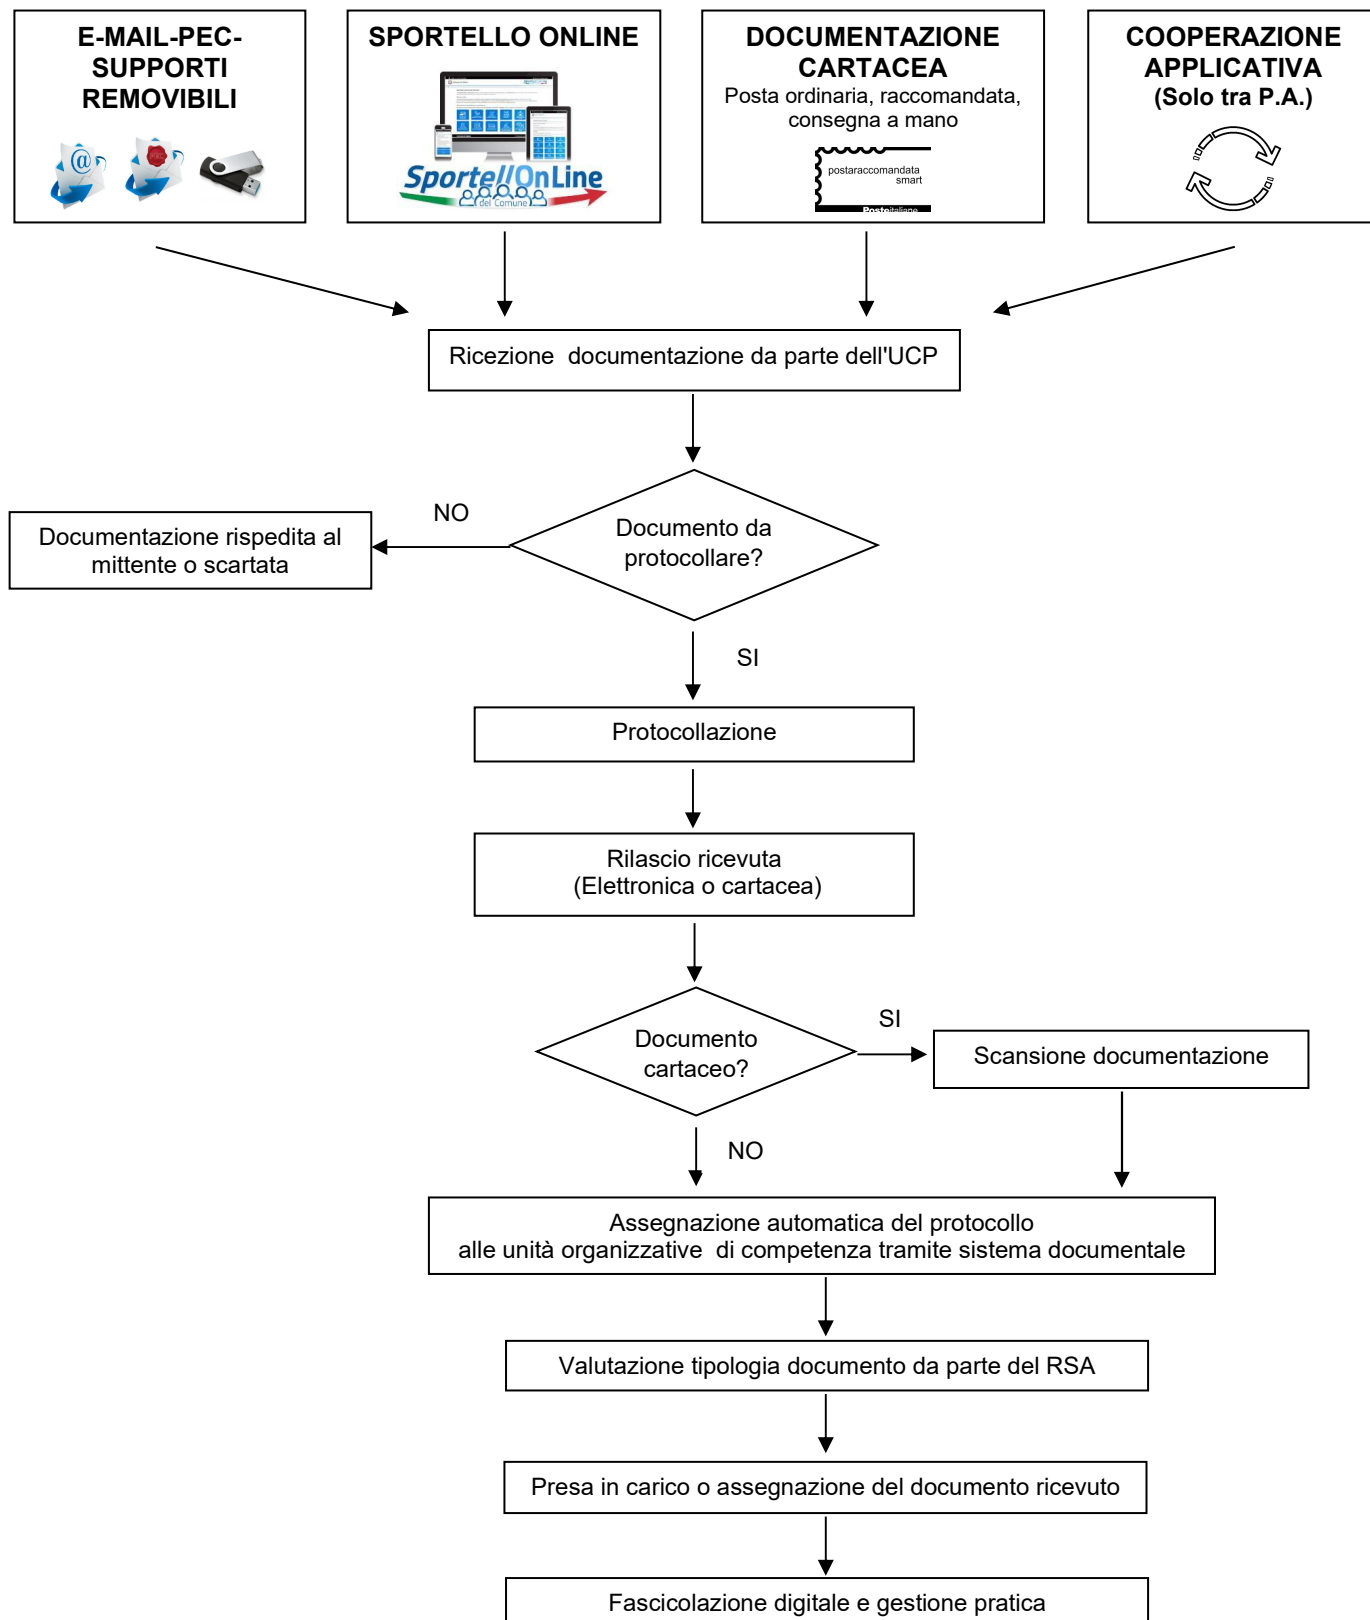 E-MAIL-PEC-
SUPPORTI
REMOVIBILI
@
SPORTELLO ONLINE
SportellOnLine
del Comune
DOCUMENTAZIONE
CARTACEA
Posta ordinaria, raccomandata,
consegna a mano
postaraccomandata
smart
Posteitaliane
COOPERAZIONE
APPLICATIVA
(Solo tra P.A.)
Ricezione  documentazione da parte dell'UCP
Documento da
protocollare?
NO
Documentazione rispedita al
mittente o scartata
SI
Protocollazione
Rilascio ricevuta
(Elettronica o cartacea)
Documento
cartaceo?
SI
Scansione documentazione
NO
Assegnazione automatica del protocollo
alle unità organizzative  di competenza tramite sistema documentale
Valutazione tipologia documento da parte del RSA
Presa in carico o assegnazione del documento ricevuto
Fascicolazione digitale e gestione pratica